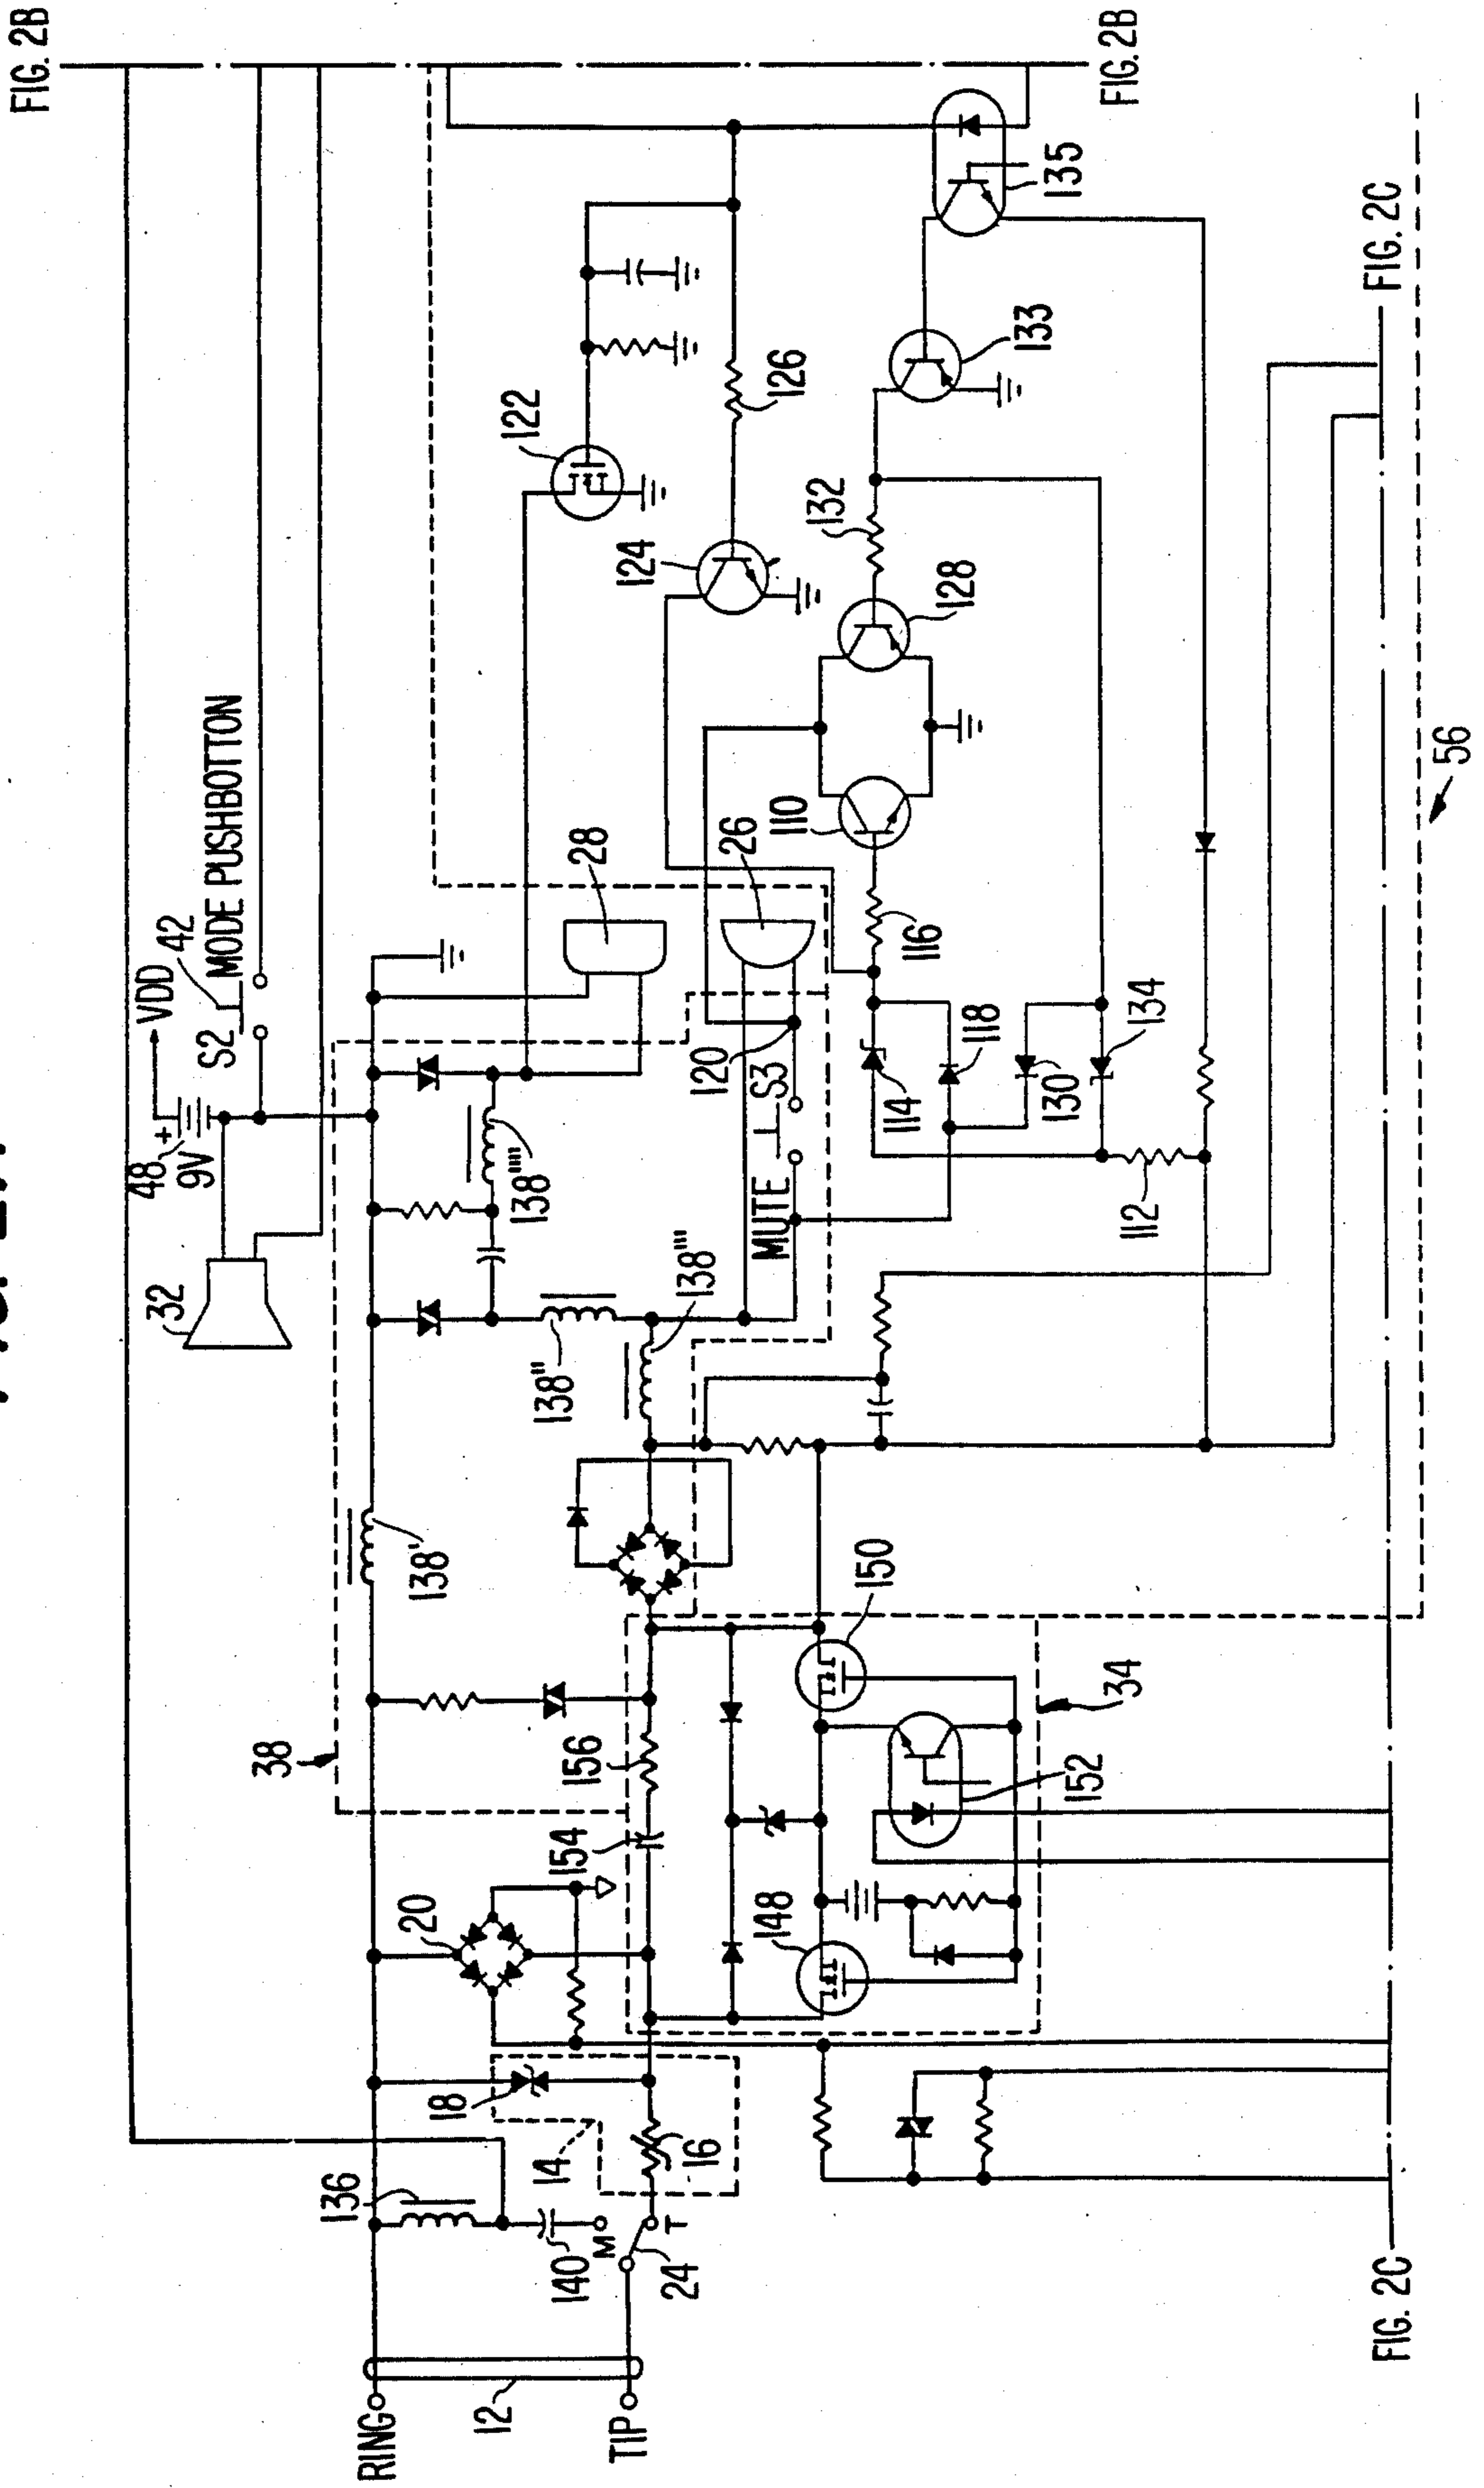 FIG. 2B
48
+
VDD
32
9V
42
S2
MODE PUSHBOTTON
38
136
RING
20
138'
12
18
14
138''''
122
138''
140
154
156
28
M
TIP
124
T
24
16
138'''
120
26
MUTE
S3
126
110
148
132
150
114
116
128
118
133
130
135
152
34
FIG. 2B
112
134
FIG. 2C
FIG. 2C
56